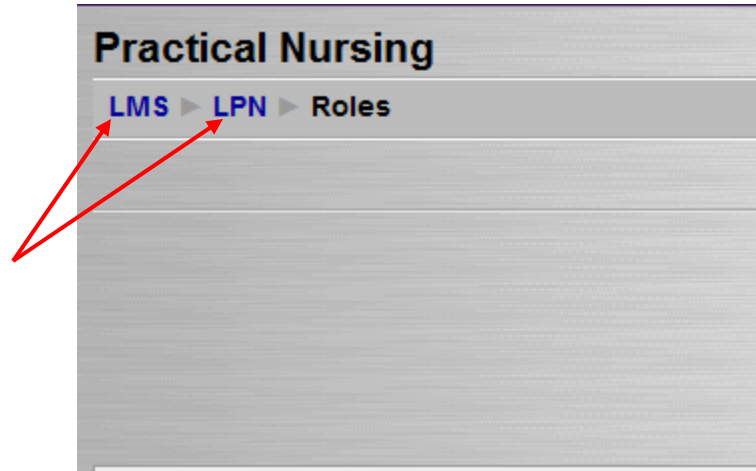 Practical Nursing
LMS ► LPN ► Roles